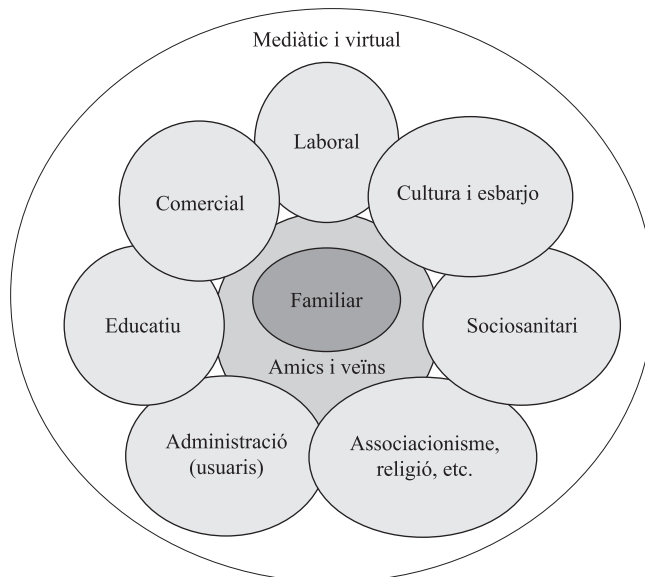 Mediàtic i virtual
Laboral
Comercial
Cultura i esbarjo
Familiar
Educatiu
Sociosanitari
Amics i veïns
Administració
(usuaris)
Associacionisme,
religió, etc.